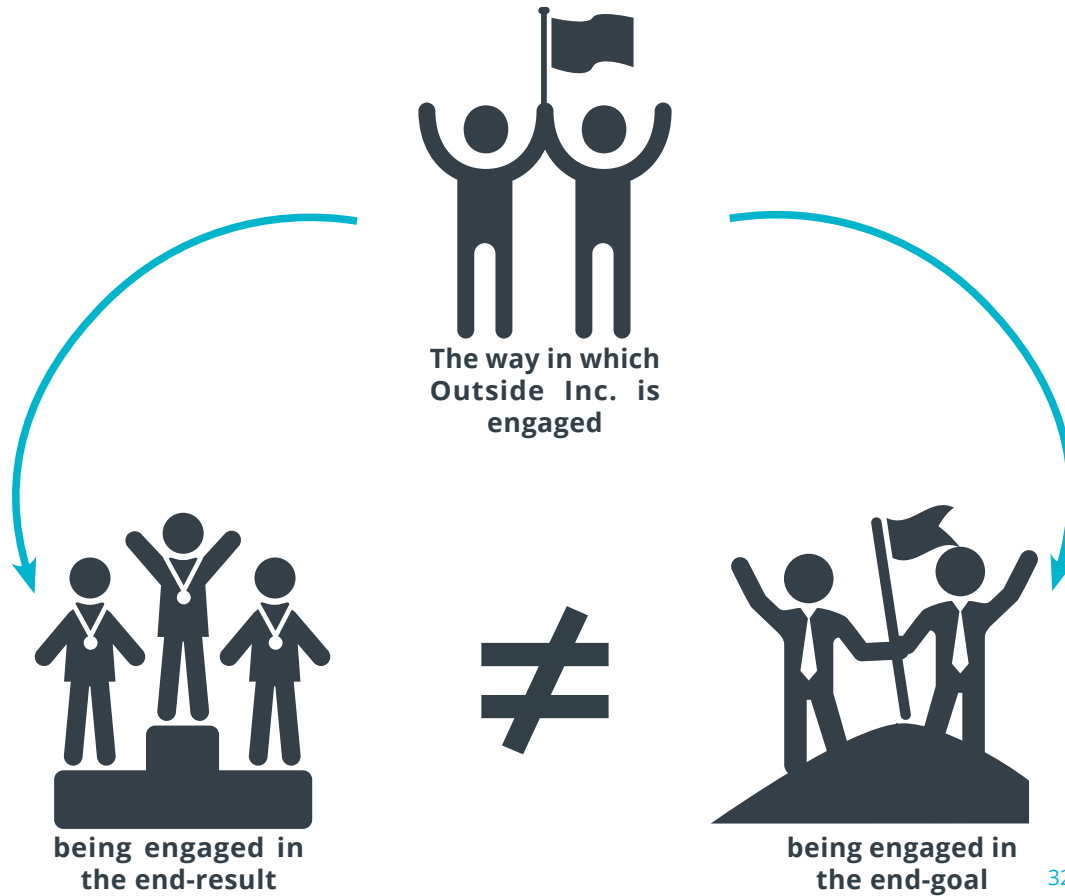 The way in which
Outside Inc. is
engaged
being engaged in
the end-result
being engaged in
the end-goal
32